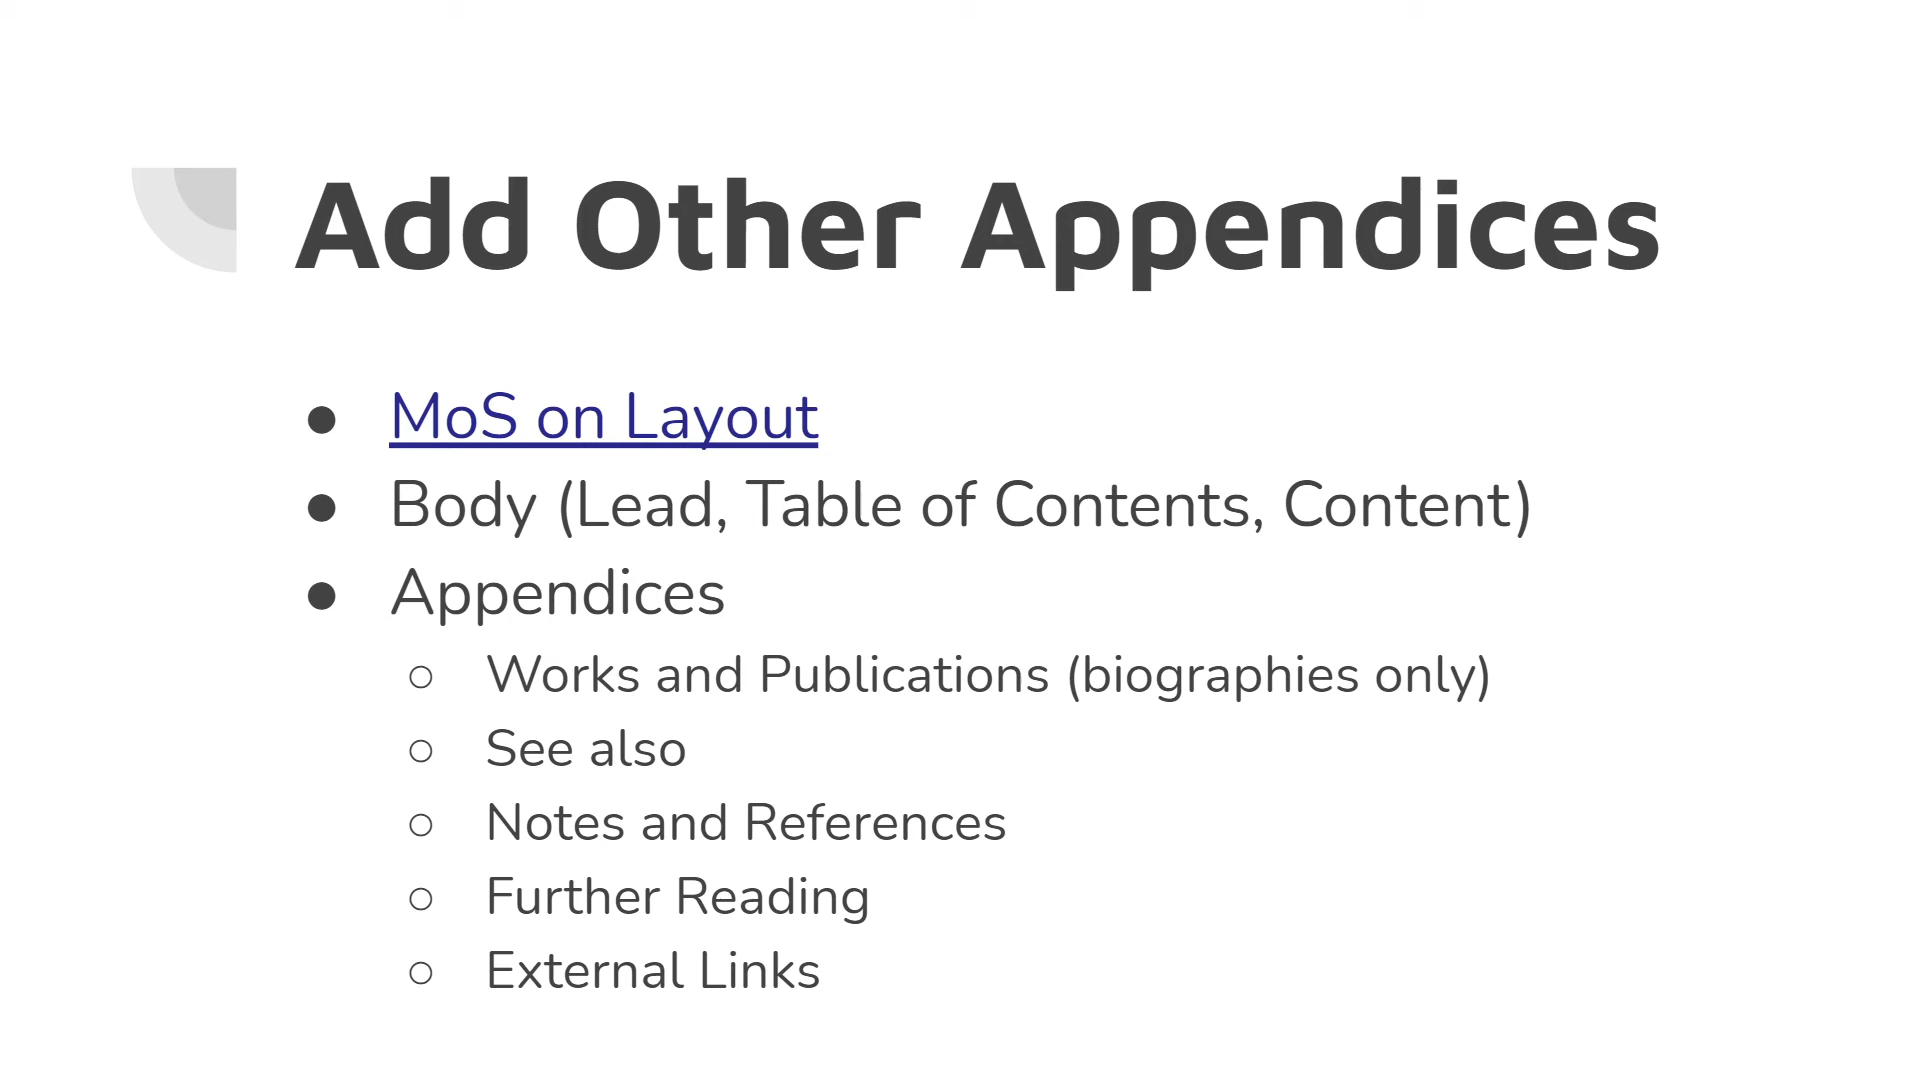 Add Other Appendices
● MoS on Layout
● Body (Lead, Table of Contents, Content)
● Appendices
○ Works and Publications (biographies only)
○ See also
○ Notes and References
○ Further Reading
○ External Links